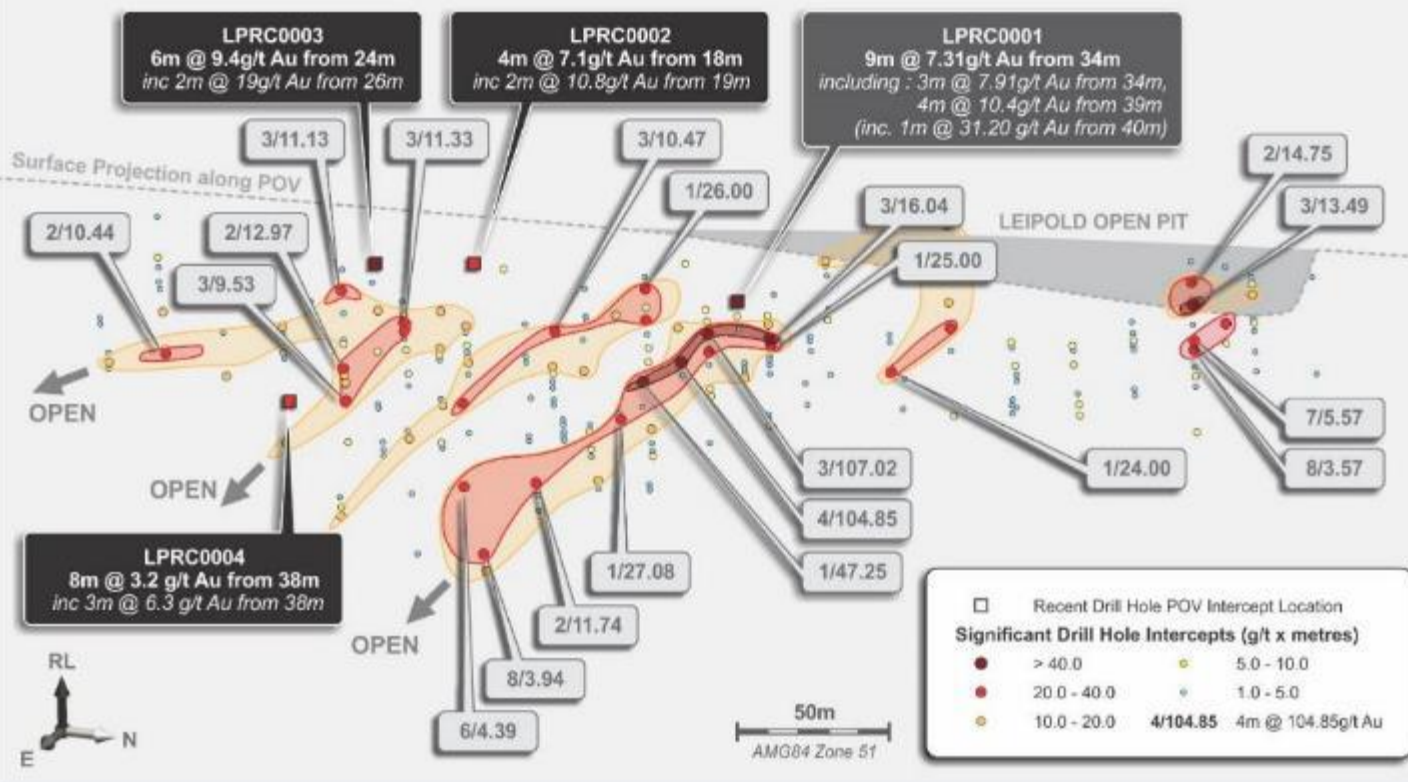 LPRC0003
6m @ 9.4g/t Au from 24m
inc 2m @ 19g/t Au from 26m
LPRC0002
4m @ 7.1g/t Au from 18m
inc 2m @ 10.8g/t Au from 19m
LPRC0001
9m @ 7.31g/t Au from 34m
including : 3m @ 7.91g/t Au from 34m,
4m @ 10.4g/t Au from 39m
(inc. 1m @ 31.20 g/t Au from 40m)
3/11.13
3/11.33
3/10.47
2/14.75
Surface Projection along POV
1/26.00
3/16.04
3/13.49
2/10.44
2/12.97
LEIPOLD OPEN PIT
3/9.53
1/25.00
OPEN
7/5.57
3/107.02
1/24.00
8/3.57
OPEN
4/104.85
LPRC0004
8m @ 3.2 g/t Au from 38m
inc 3m @ 6.3 g/t Au from 38m
1/27.08
1/47.25
2/11.74
OPEN
8/3.94
6/4.39
RL
N
E
50m
AMG84 Zone 51
Recent Drill Hole POV Intercept Location
Significant Drill Hole Intercepts (g/t x metres)
> 40.0
5.0 - 10.0
20.0 - 40.0
1.0 - 5.0
10.0 - 20.0
4/104.85 4m @ 104.85g/t Au